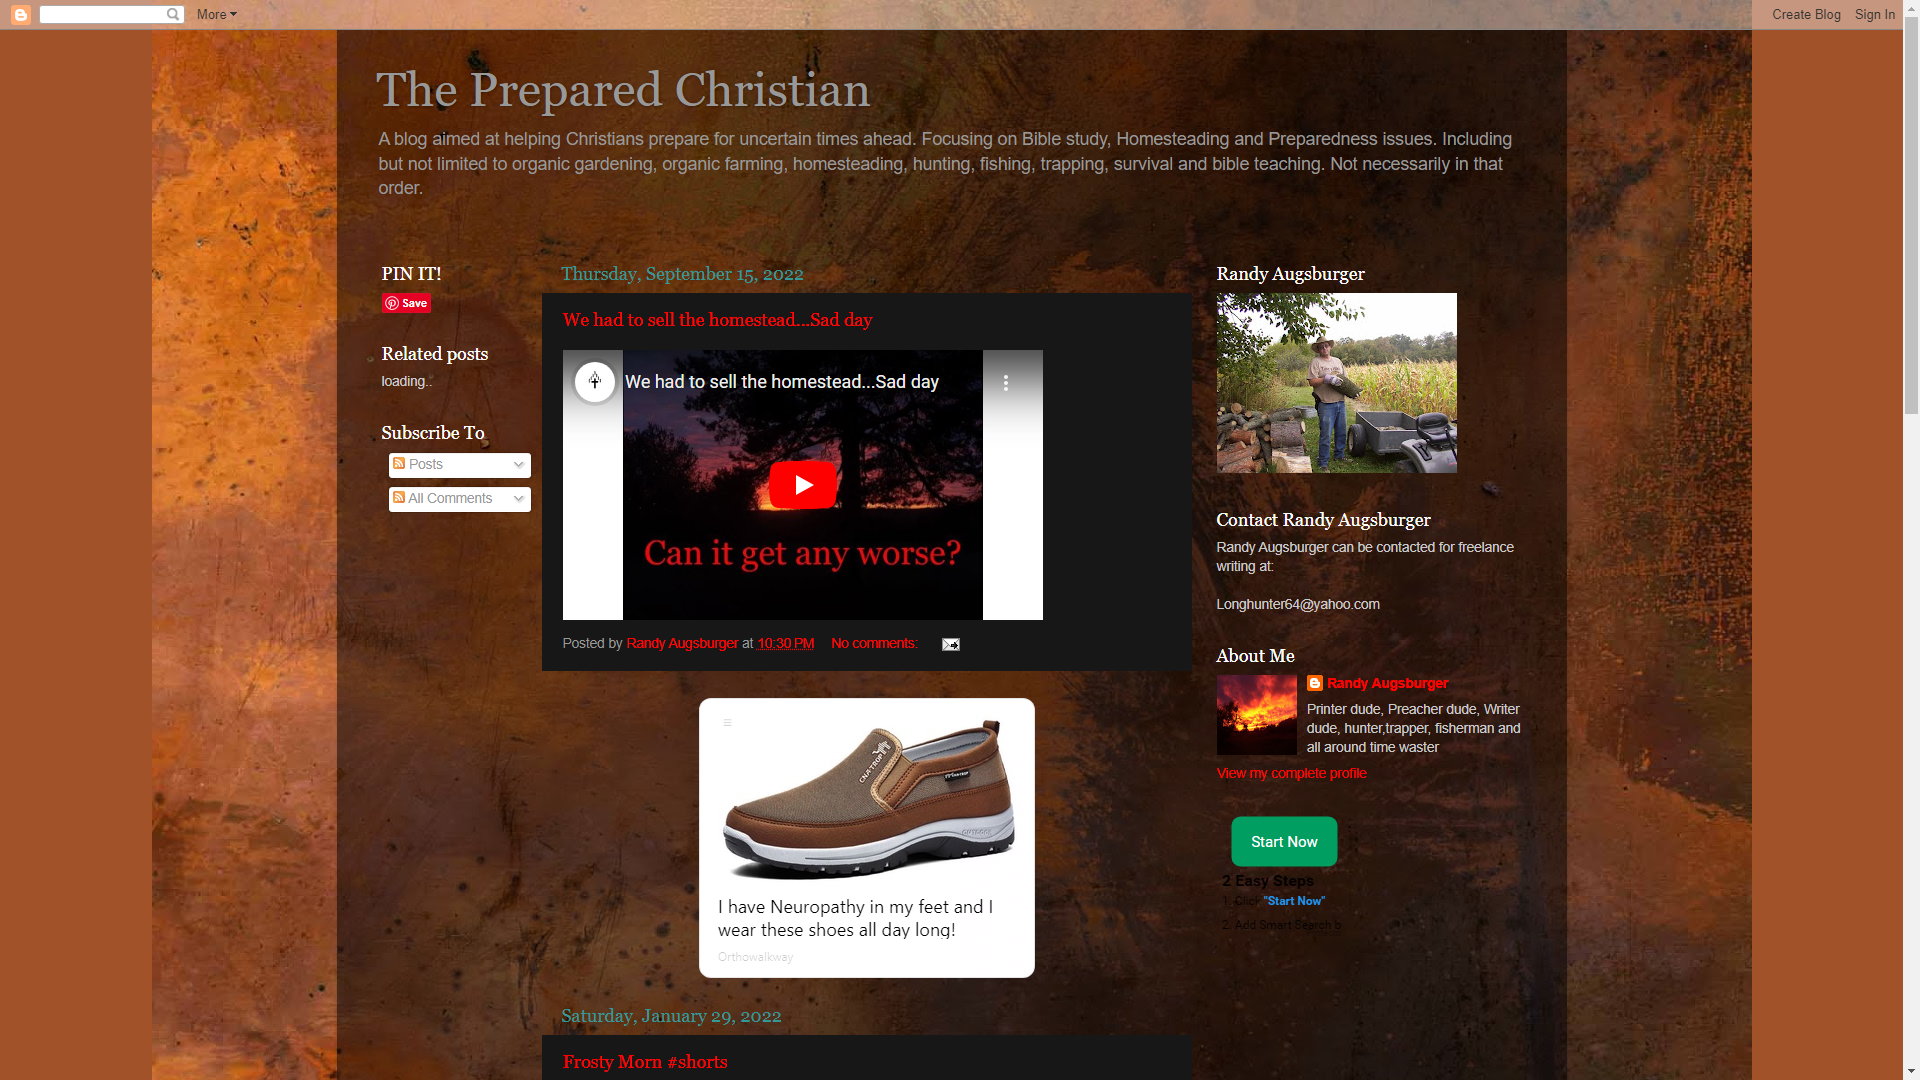 More
Create Blog
Sign In
The Prepared Christian
A blog aimed at helping Christians prepare for uncertain times ahead. Focusing on Bible study, Homesteading and Preparedness issues. Including
but not limited to organic gardening, organic farming, homesteading, hunting, fishing, trapping, survival and bible teaching. Not necessarily in that
order.
PIN IT!
Save
Related posts
loading..
Subscribe To
Posts
All Comments
Thursday, September 15, 2022
We had to sell the homestead...Sad day
We had to sell the homestead...Sad day
Can it get any worse?
Posted by Randy Augsburger at 10:30 PM No comments:
I have Neuropathy in my feet and I
wear these shoes all day long!
Orthowalkway
Saturday, January 29, 2022
Frosty Morn #shorts
Randy Augsburger
Contact Randy Augsburger
Randy Augsburger can be contacted for freelance
writing at:
Longhunter64@yahoo.com
About Me
Randy Augsburger
Printer dude, Preacher dude, Writer
dude, hunter,trapper, fisherman and
all around time waster
View my complete profile
Start Now
2 Easy Steps
1. Click "Start Now"
2. Add Smart Search b